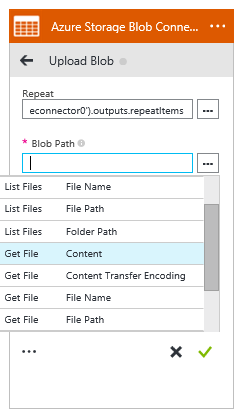 Azure Storage Blob Conne... ...
Upload Blob
Repeat
econnector0').outputs.repeatItems ...
* Blob Path
...
List Files File Name
List Files File Path
List Files Folder Path
Get File Content
Get File Content Transfer Encoding
Get File File Name
Get File File Path
...